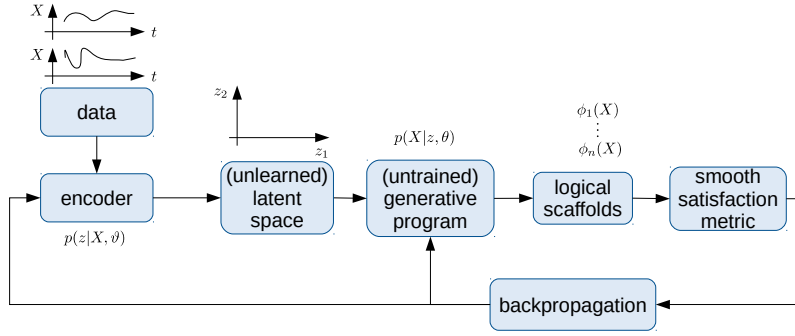 X
t
X
t
data
encoder
p(z|X, ϑ)
z₂
z₁
(unlearned)
latent
space
p(X|z, θ)
(untrained)
generative
program
ϕ₁(X)
⋮
ϕₙ(X)
logical
scaffolds
smooth
satisfaction
metric
backpropagation